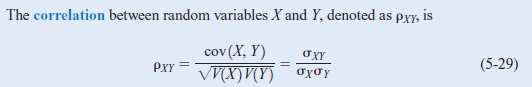 The correlation between random variables X and Y, denoted as ρXY, is
ρXY = cov(X, Y) / √V(X)V(Y) = σXY / σXσY (5-29)